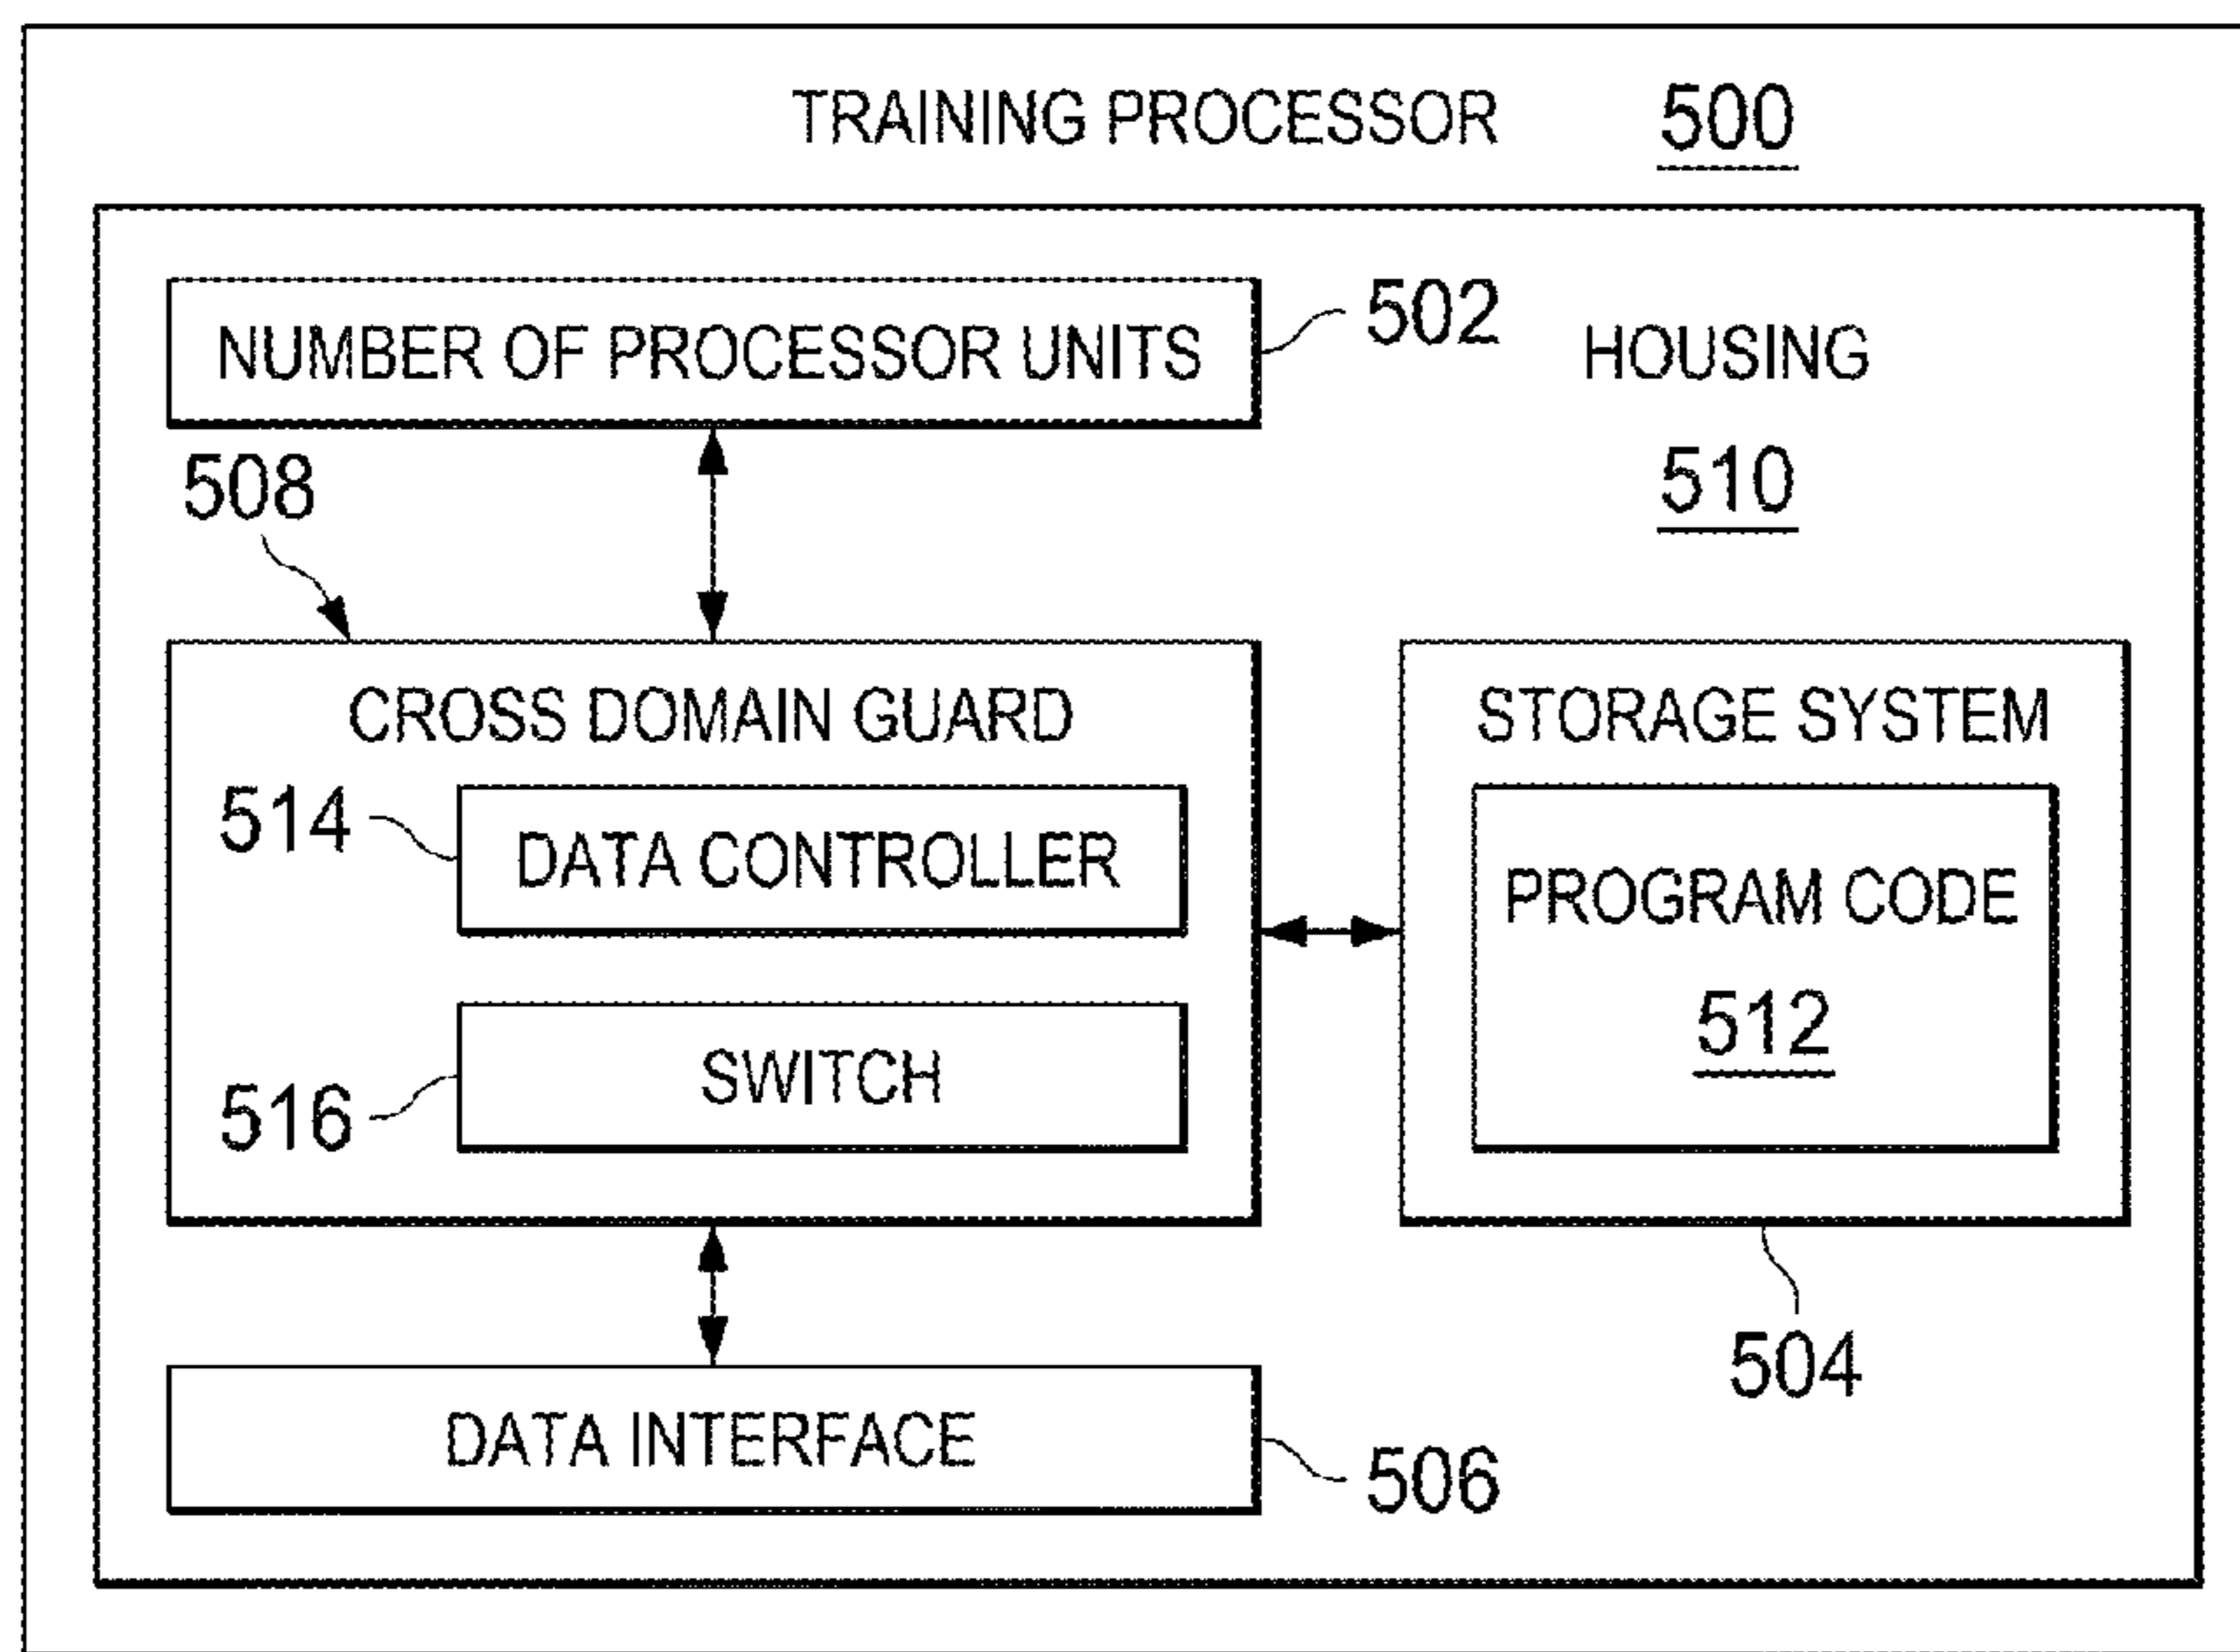 TRAINING PROCESSOR 500
NUMBER OF PROCESSOR UNITS
502
HOUSING
510
508
CROSS DOMAIN GUARD
514
DATA CONTROLLER
516
SWITCH
STORAGE SYSTEM
PROGRAM CODE
512
504
DATA INTERFACE
506